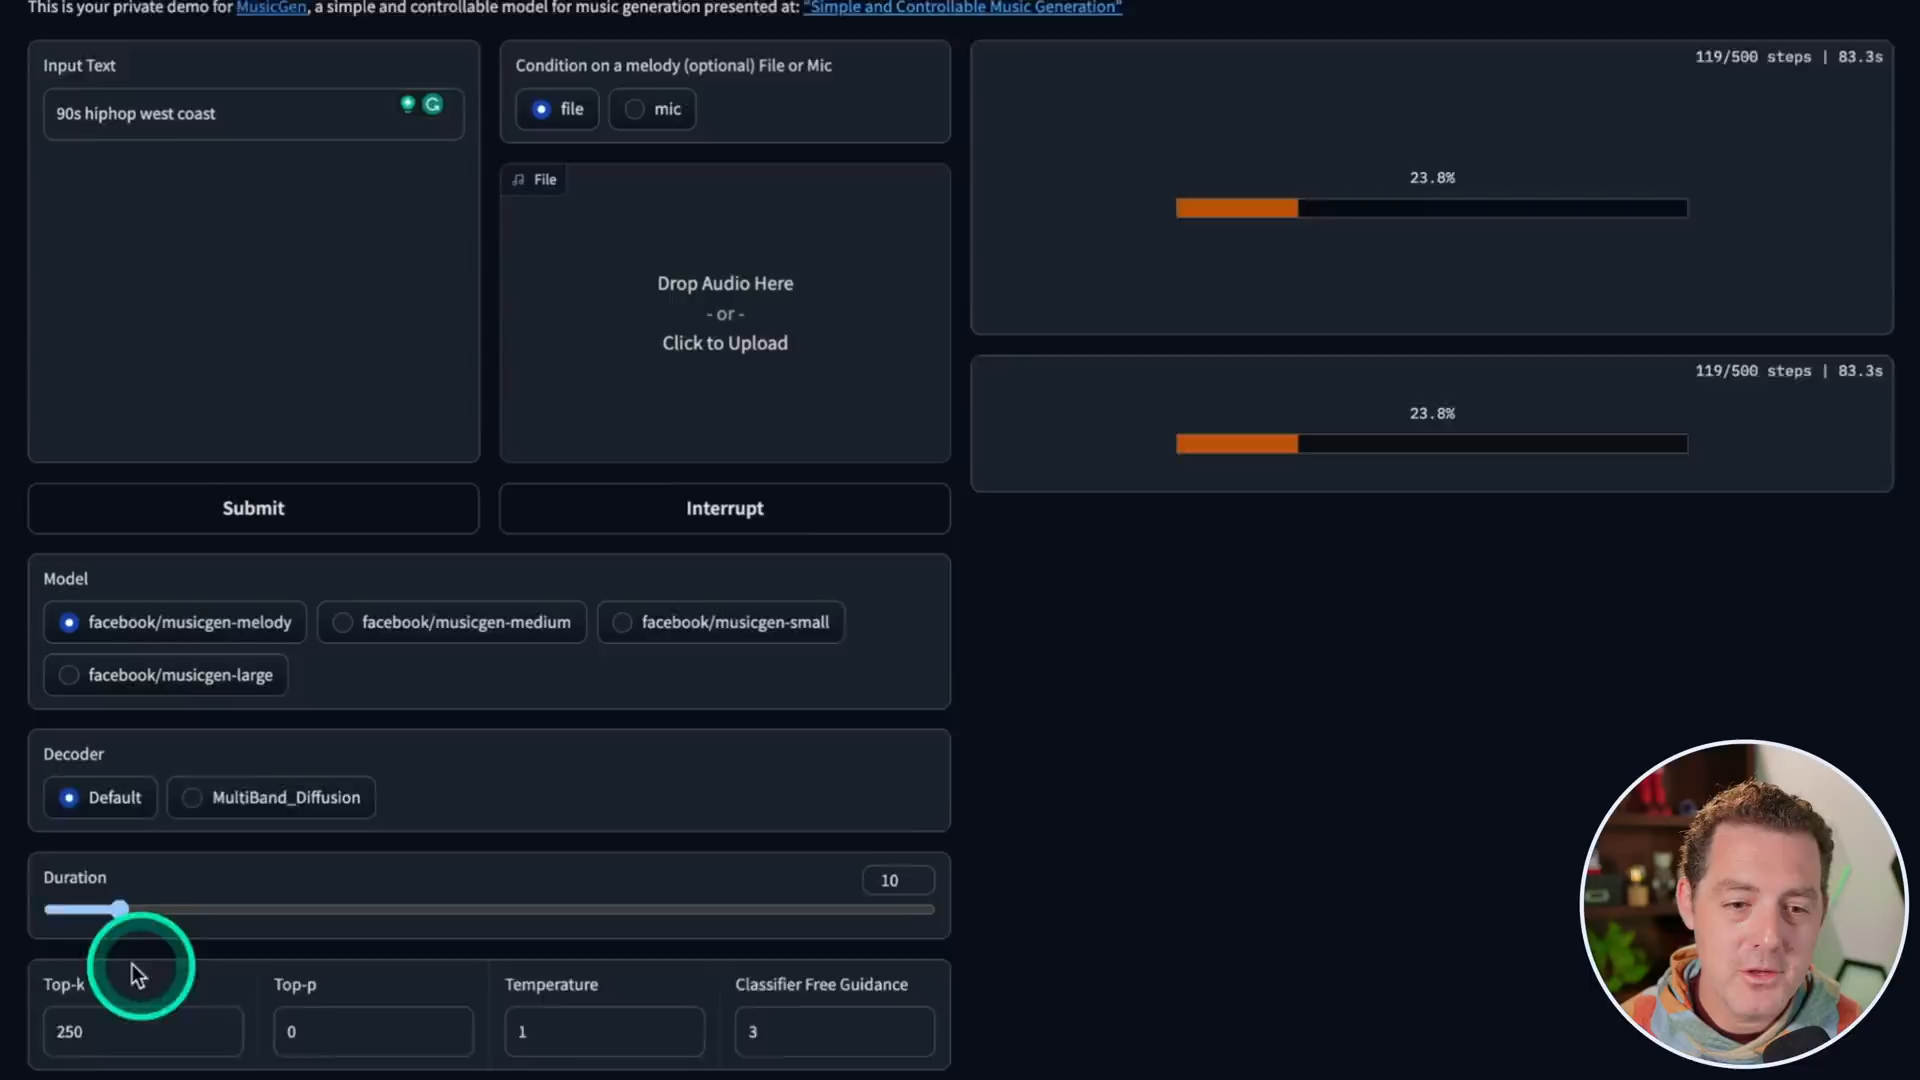 This is your private demo for MusicGen, a simple and controllable model for music generation presented at: "Simple and Controllable Music Generation"
Input Text
90s hiphop west coast
Condition on a melody (optional) File or Mic
file
mic
File
Drop Audio Here
- or -
Click to Upload
119/500 steps | 83.3s
23.8%
119/500 steps | 83.3s
23.8%
Submit
Interrupt
Model
facebook/musicgen-melody
facebook/musicgen-medium
facebook/musicgen-small
facebook/musicgen-large
Decoder
Default
MultiBand_Diffusion
Duration
10
Top-k
250
Top-p
0
Temperature
1
Classifier Free Guidance
3